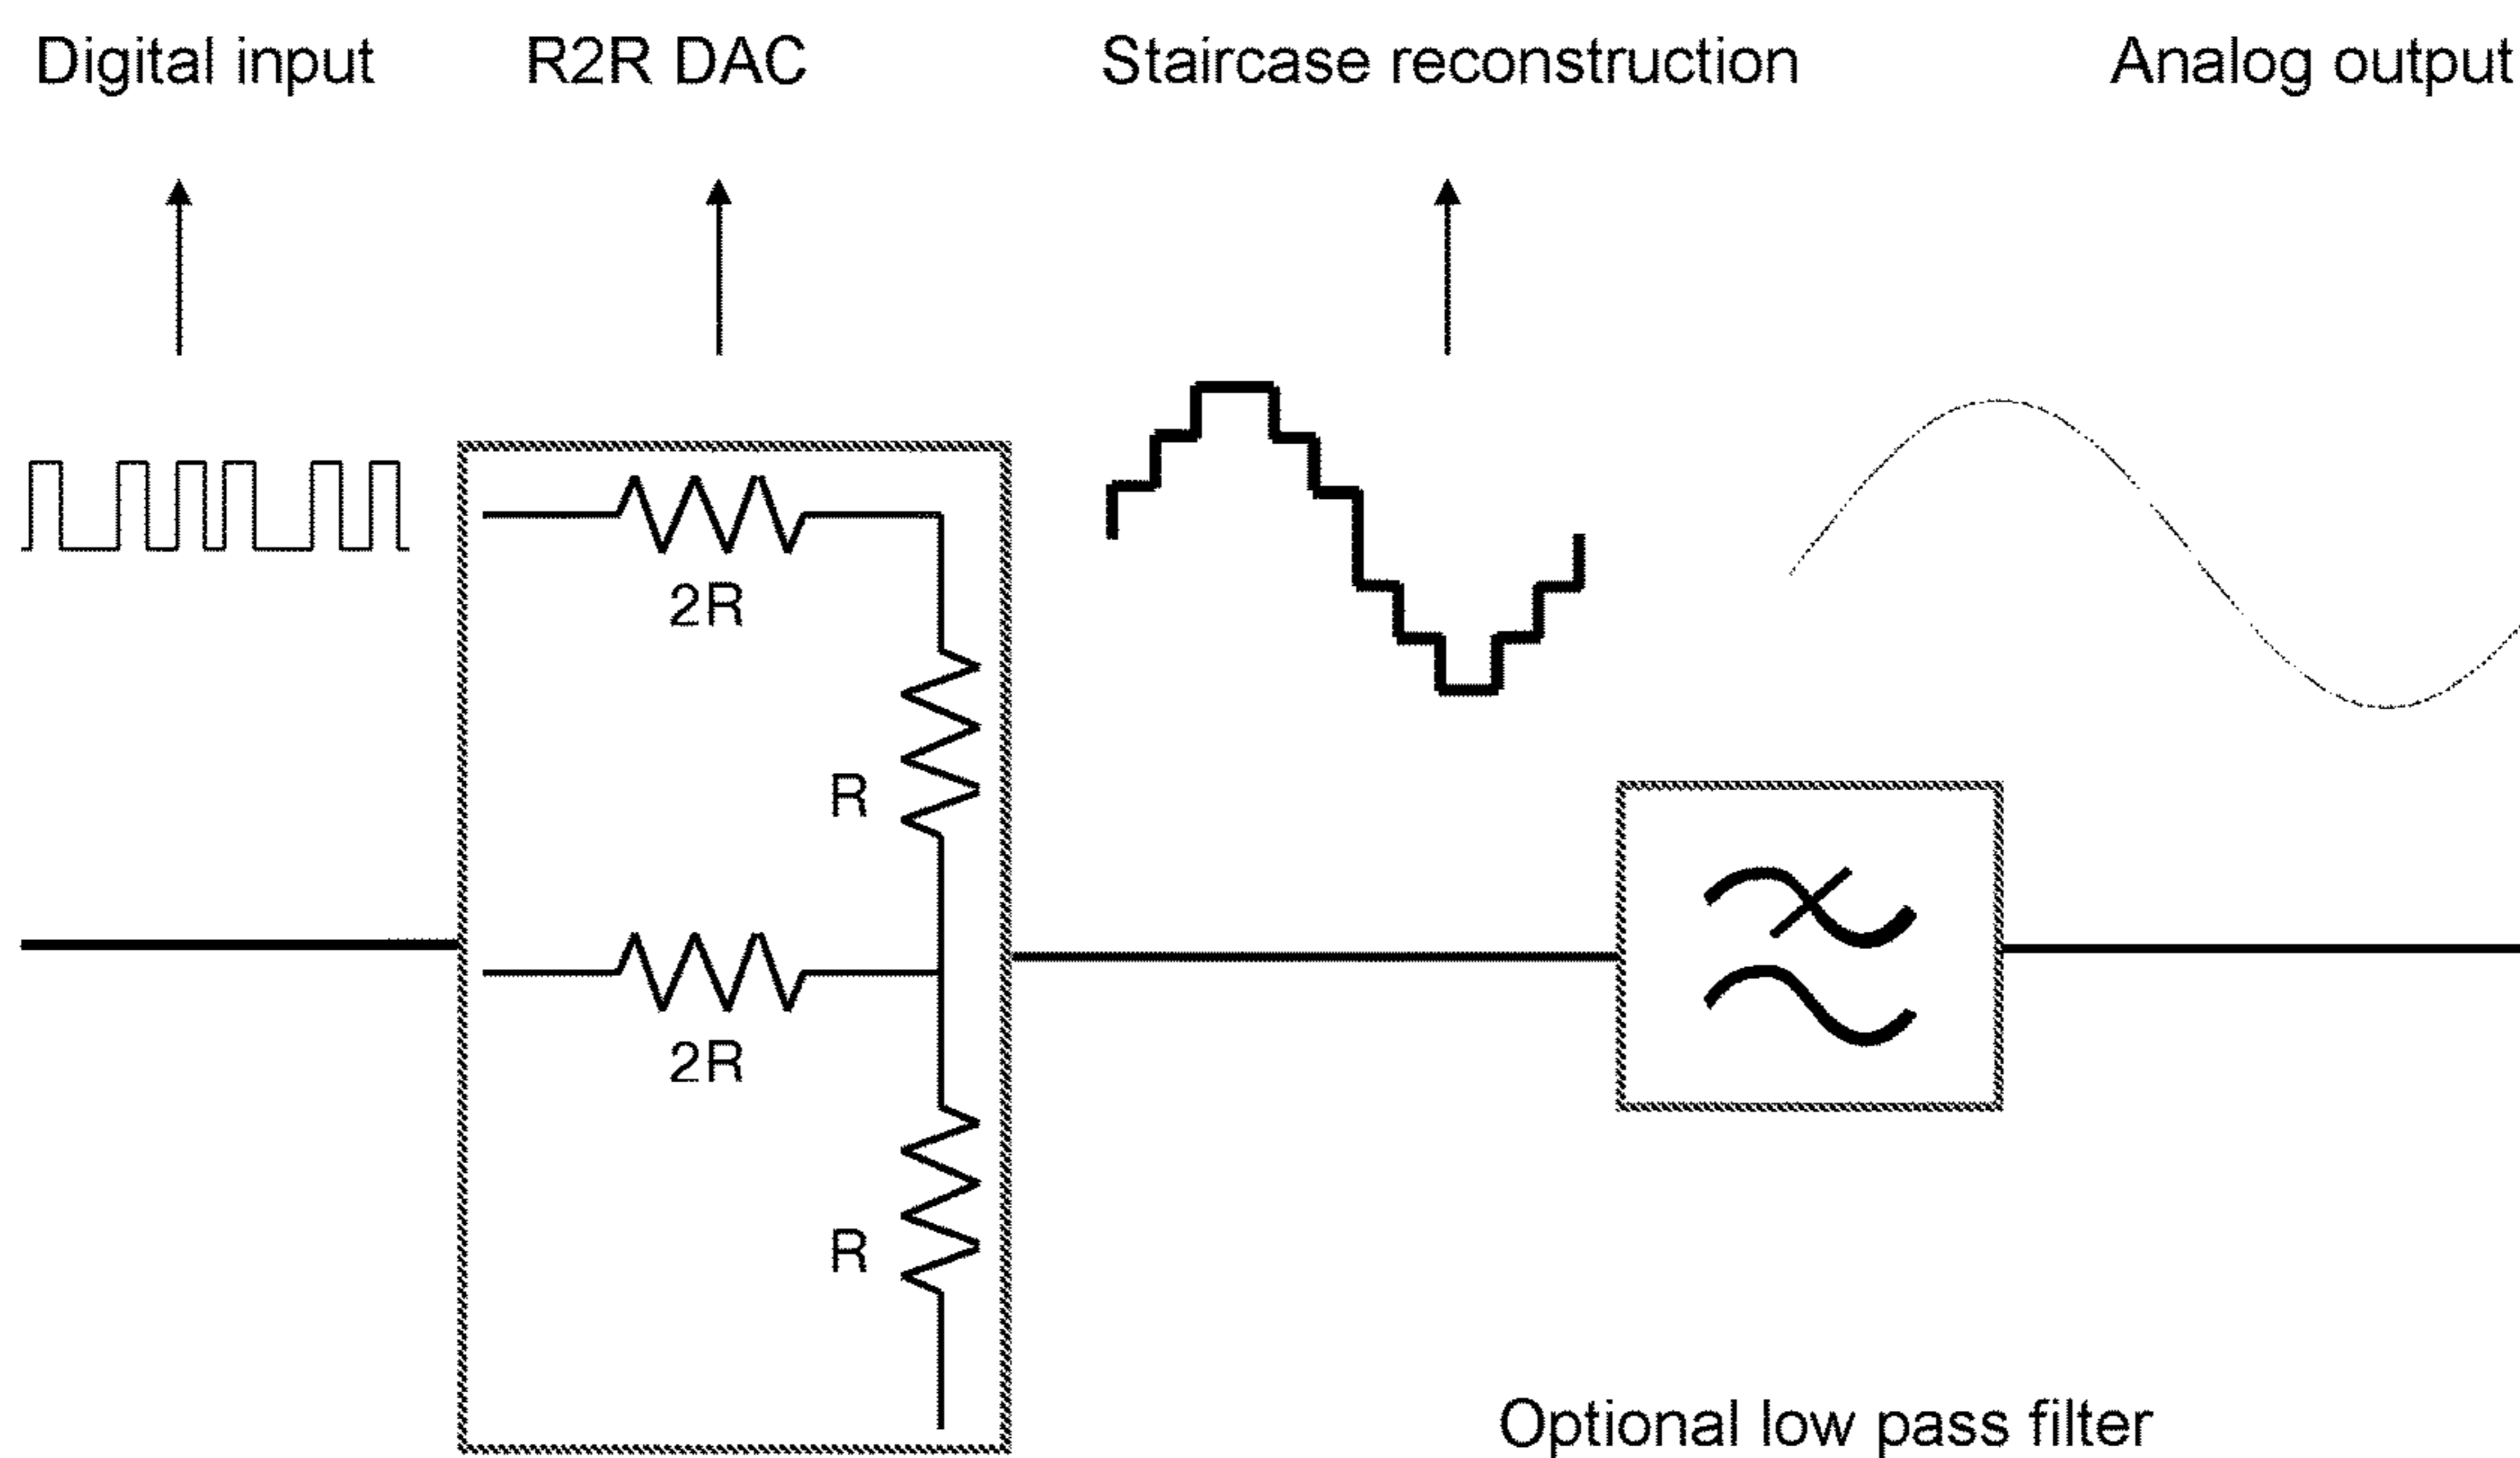 Digital input
R2R DAC
Staircase reconstruction
Analog output
2R
R
2R
R
Optional low pass filter